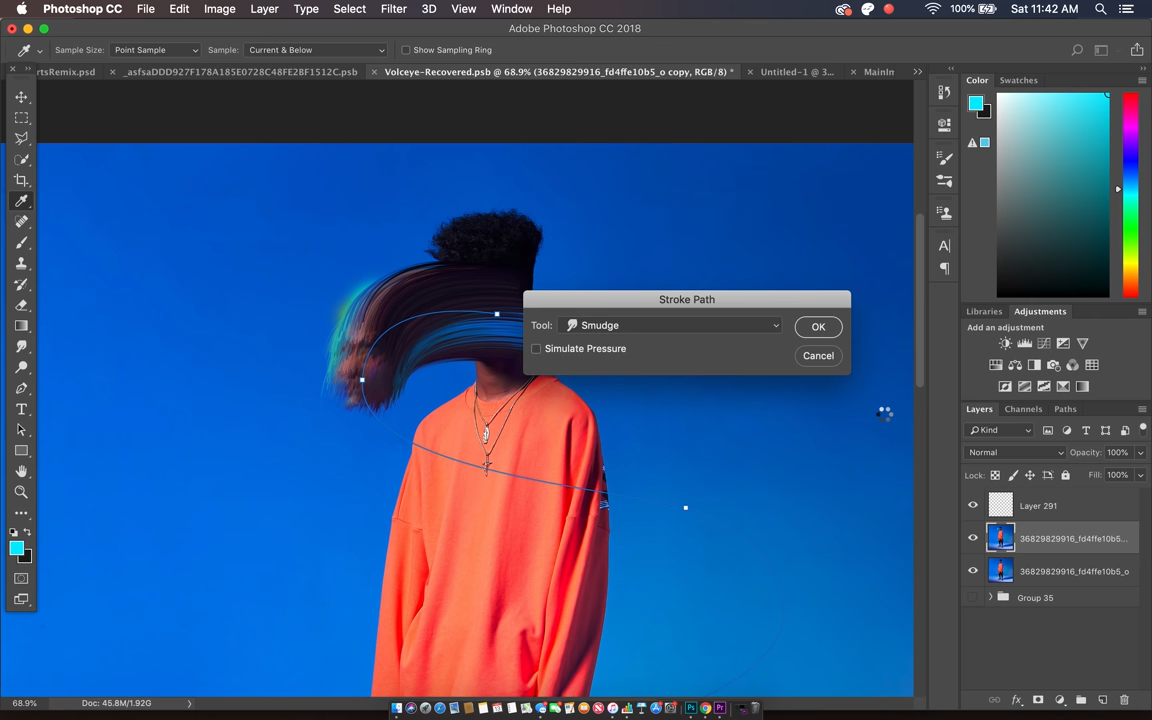 Photoshop CC File Edit Image Layer Type Select Filter 3D View Window Help 100% Sat 11:42 AM
Adobe Photoshop CC 2018
Sample Size: Point Sample Sample: Current & Below Show Sampling Ring
rtsRemix.psd _asfsaDDD927F178A185E0728C48FE2BF1512C.psb Volceye-Recovered.psb @ 68.9% (36829829916_fd4ffe10b5_o copy, RGB/8) * Untitled-1 @ 3... MainIm
Color Swatches
Stroke Path
Tool: Smudge OK
Simulate Pressure
Cancel
Libraries Adjustments
Add an adjustment
Layers Channels Paths
Kind
Normal Opacity: 100%
Lock: Fill: 100%
Layer 291
36829829916_fd4ffe10b5...
36829829916_fd4ffe10b5_o
Group 35
68.9% Doc: 45.8M/1.92G
Ps Pr